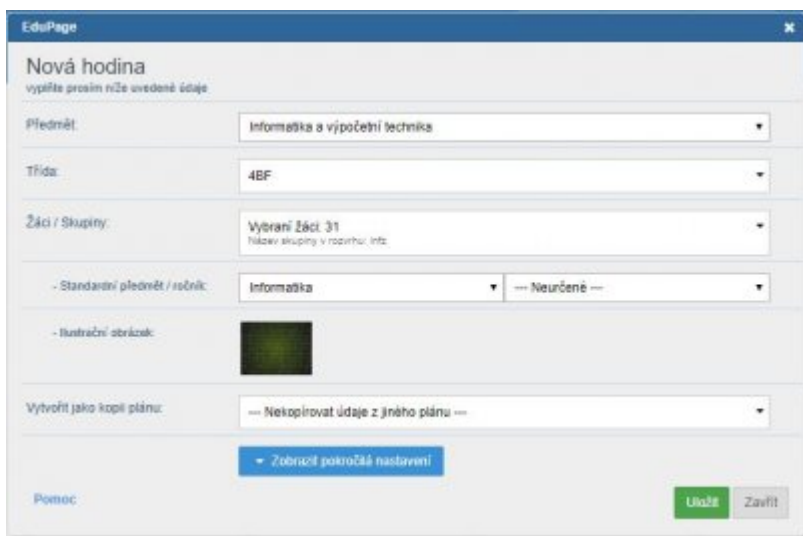 EduPage
Nová hodina
vyplňte prosím níže uvedené údaje
Předmět:
Informatika a výpočetní technika
Třída:
4BF
Žáci / Skupiny:
Vybraní žáci: 31
Název skupiny v rozvrhu: Infz
- Standardní předmět / ročník:
Informatika
--- Neurčené ---
- Ilustrační obrázek:
Vytvořit jako kopii plánu:
--- Nekopírovat údaje z jiného plánu ---
Zobrazit pokročilá nastavení
Pomoc
Uložit
Zavřít